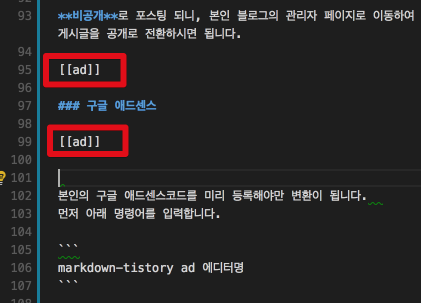 93 **비공개**로 포스팅 되니, 본인 블로그의 관리자 페이지로 이동하여
게시글을 공개로 전환하시면 됩니다.
94
95 [[ad]]
96
97 ### 구글 애드센스
98
99 [[ad]]
100
101
102 본인의 구글 애드센스코드를 미리 등록해야만 변환이 됩니다.
103 먼저 아래 명령어를 입력합니다.
104
105 ```
106 markdown-tistory ad 에디터명
107 ```